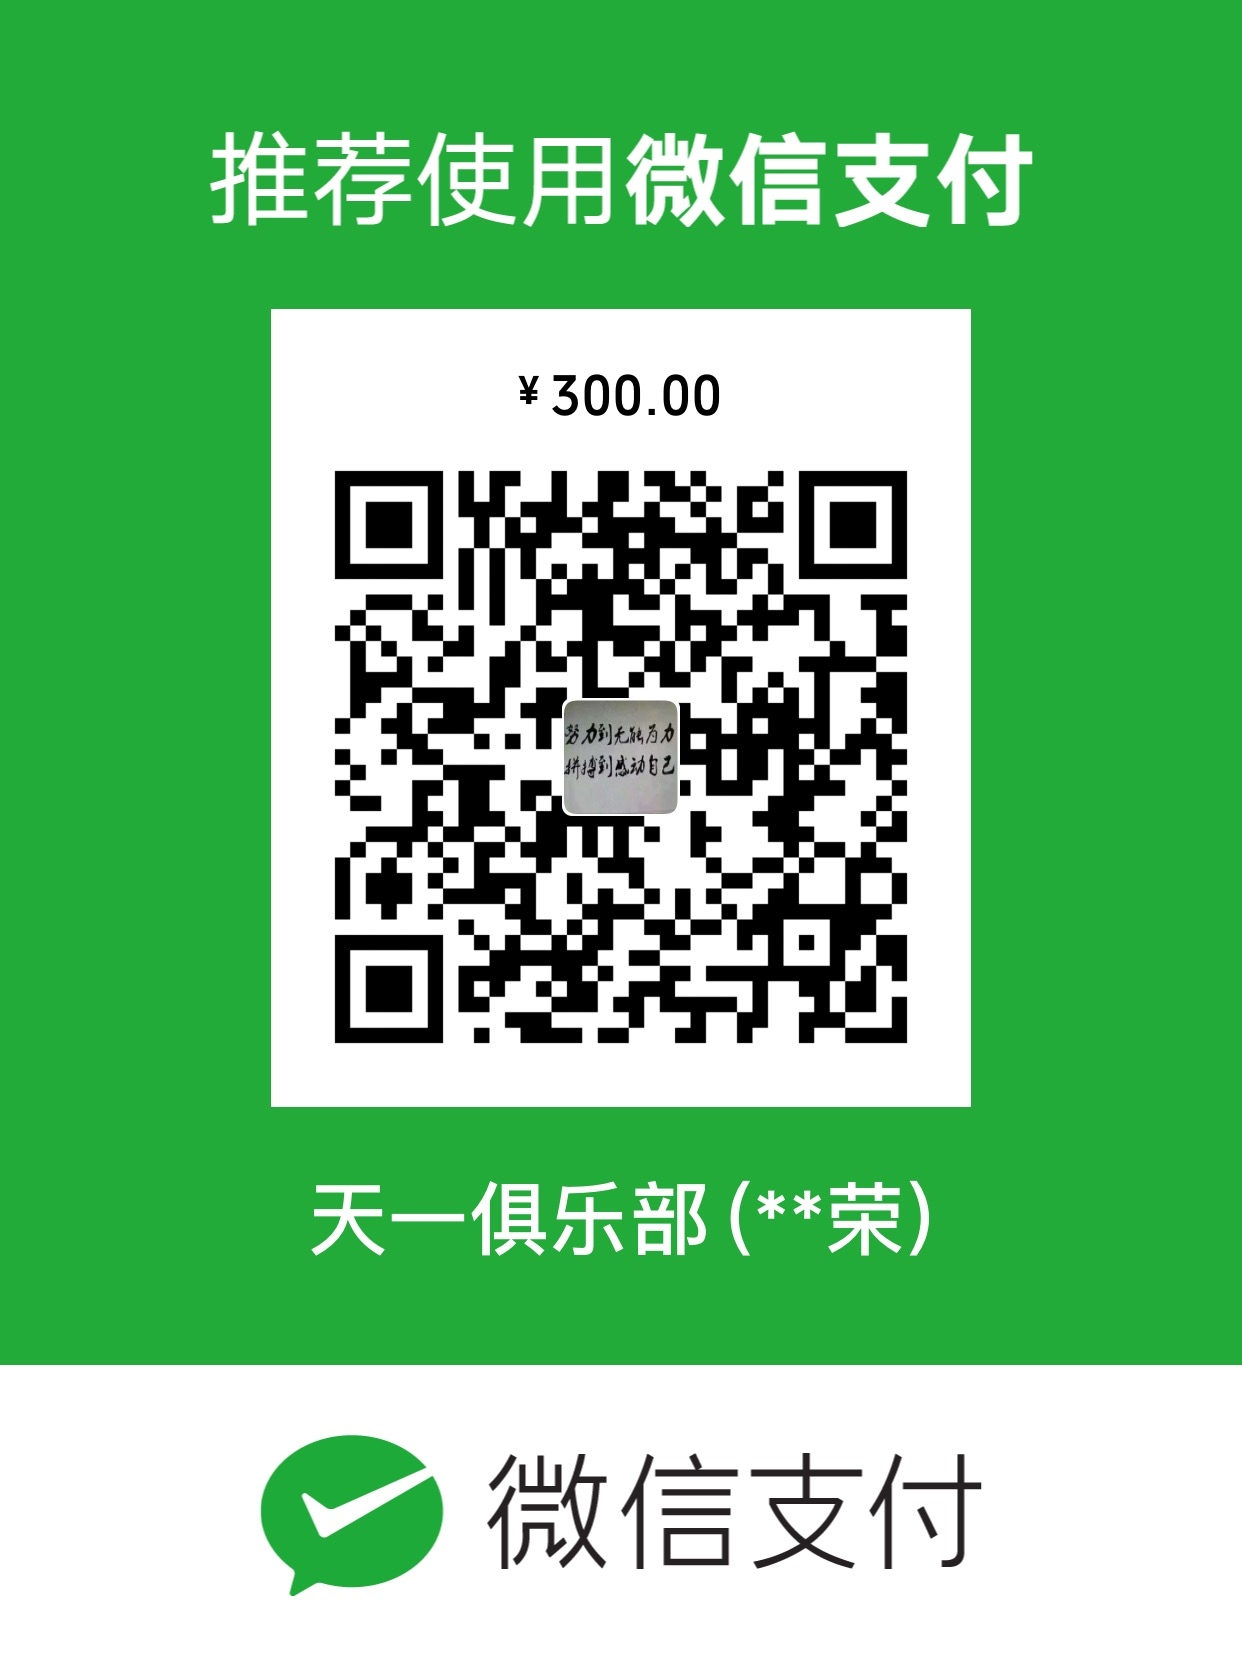 推荐使用微信支付
¥300.00
努力到无能为力
拼搏到感动自己
天一俱乐部(**荣)
微信支付